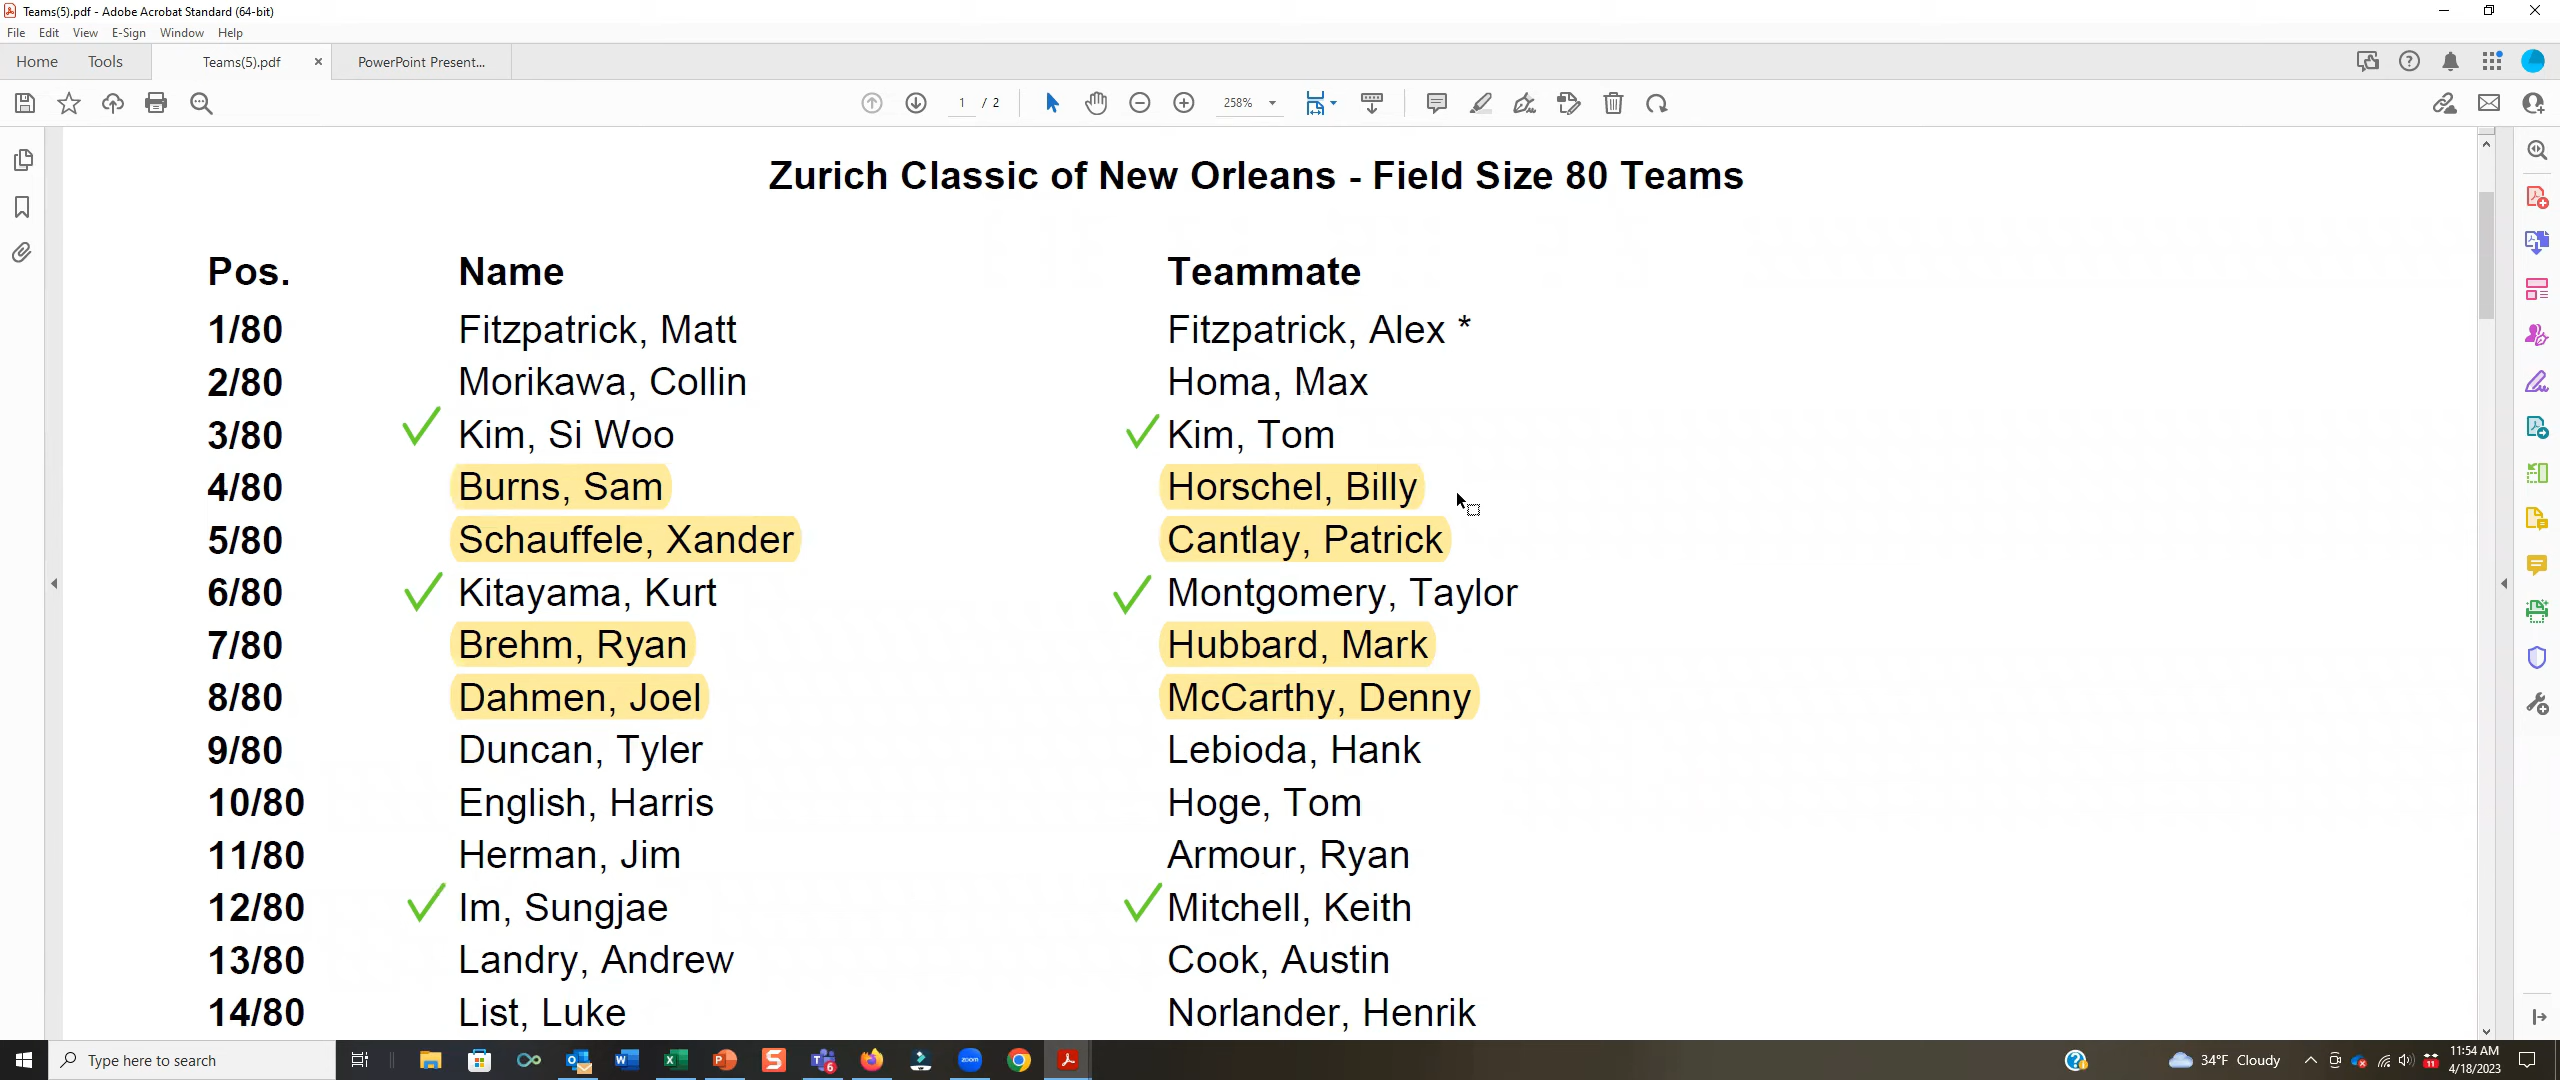 Teams(5).pdf - Adobe Acrobat Standard (64-bit)
File Edit View E-Sign Window Help
Home Tools Teams(5).pdf × PowerPoint Present...
1 / 2 258%
Zurich Classic of New Orleans - Field Size 80 Teams
Pos. Name Teammate
1/80 Fitzpatrick, Matt Fitzpatrick, Alex *
2/80 Morikawa, Collin Homa, Max
3/80 Kim, Si Woo Kim, Tom
4/80 Burns, Sam Horschel, Billy
5/80 Schauffele, Xander Cantlay, Patrick
6/80 Kitayama, Kurt Montgomery, Taylor
7/80 Brehm, Ryan Hubbard, Mark
8/80 Dahmen, Joel McCarthy, Denny
9/80 Duncan, Tyler Lebioda, Hank
10/80 English, Harris Hoge, Tom
11/80 Herman, Jim Armour, Ryan
12/80 Im, Sungjae Mitchell, Keith
13/80 Landry, Andrew Cook, Austin
14/80 List, Luke Norlander, Henrik
Type here to search
zoom
6
34°F Cloudy
11
11:54 AM
4/18/2023